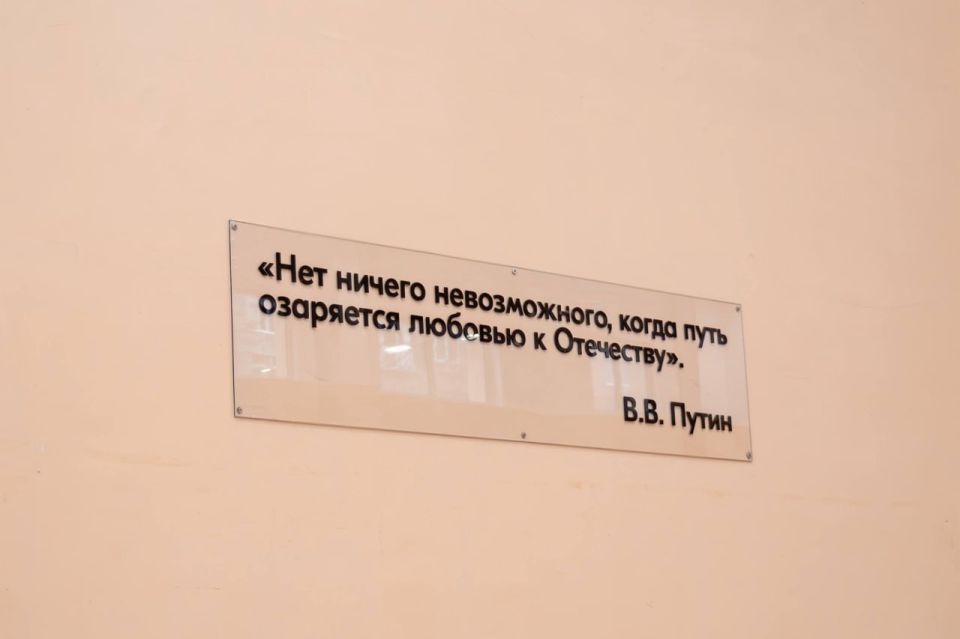 «Нет ничего невозможного, когда путь
озаряется любовью к Отечеству».
В.В. Путин